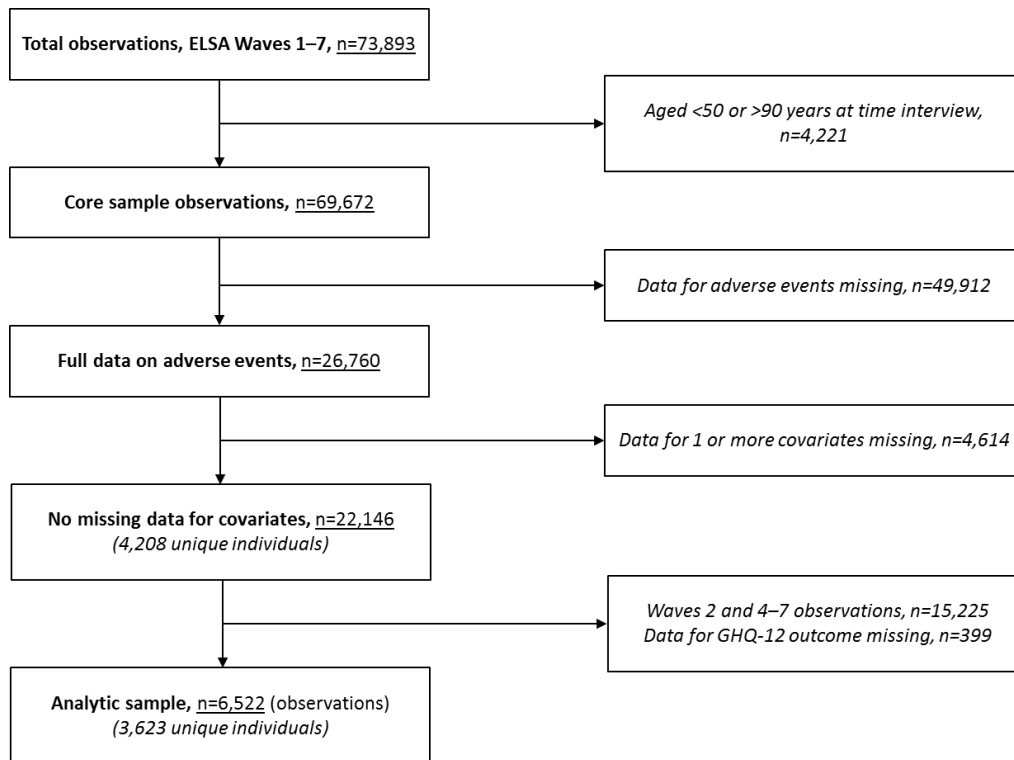 Total observations, ELSA Waves 1–7, n=73,893
Aged <50 or >90 years at time interview,
n=4,221
Core sample observations, n=69,672
Data for adverse events missing, n=49,912
Full data on adverse events, n=26,760
Data for 1 or more covariates missing, n=4,614
No missing data for covariates, n=22,146
(4,208 unique individuals)
Waves 2 and 4–7 observations, n=15,225
Data for GHQ-12 outcome missing, n=399
Analytic sample, n=6,522 (observations)
(3,623 unique individuals)